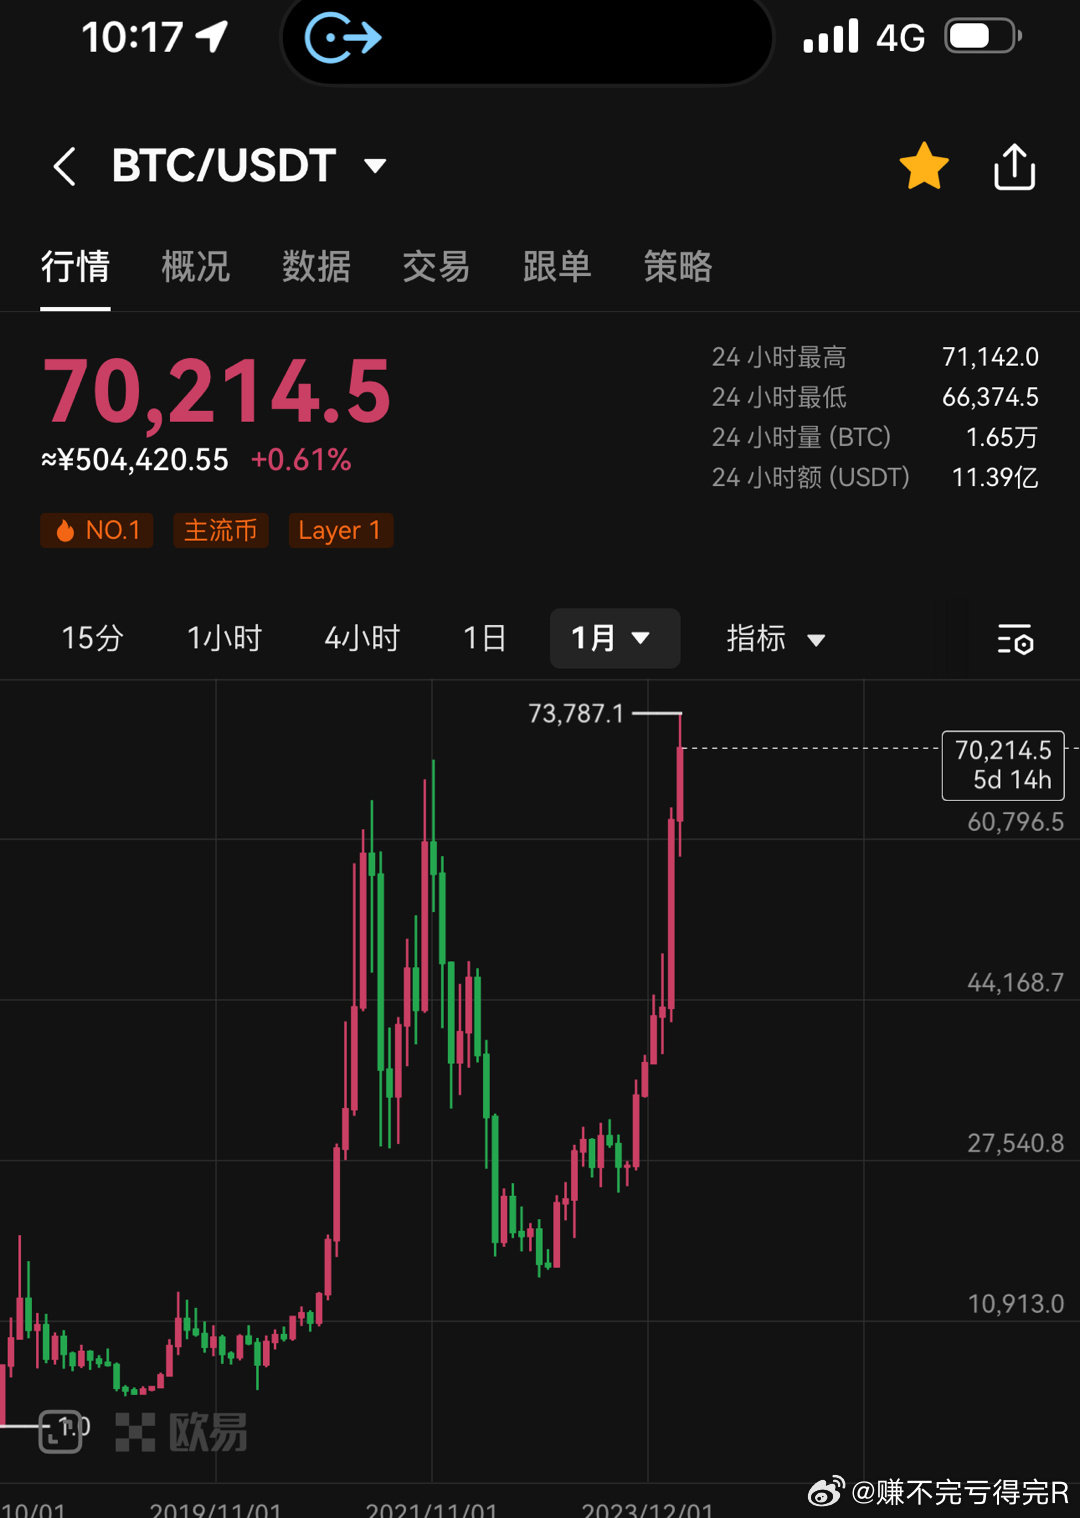 10:17
4G
BTC/USDT
行情 概况 数据 交易 跟单 策略
70,214.5
≈¥504,420.55 +0.61%
24 小时最高 71,142.0
24 小时最低 66,374.5
24 小时量 (BTC) 1.65万
24 小时额 (USDT) 11.39亿
NO.1 主流币 Layer 1
15分 1小时 4小时 1日 1月 指标
73,787.1
70,214.5
5d 14h
60,796.5
44,168.7
27,540.8
10,913.0
1.0
欧易
10/01 2019/11/01 2021/11/01 2023/12/01
@赚不完亏得完R